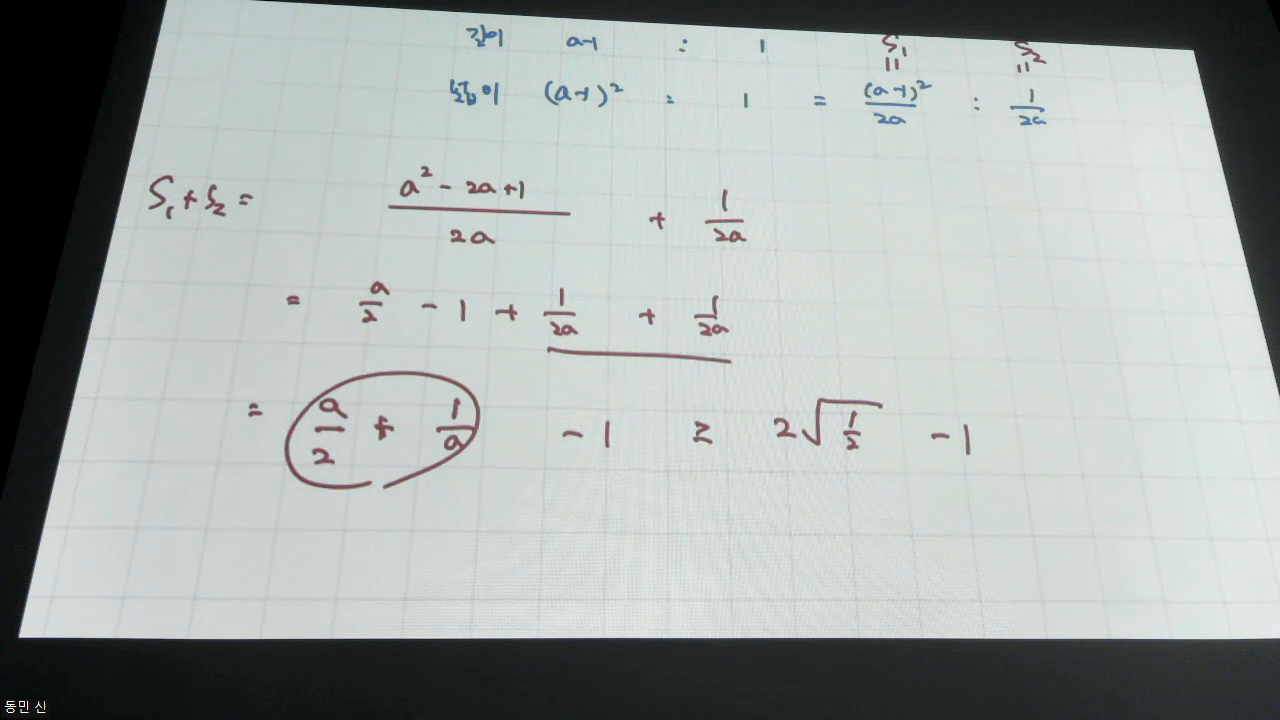 길이 a-1 : 1 S₁ S₂
넓이 (a-1)² : 1 = (a-1)²/2a : 1/2a
S₁ + S₂ = a² - 2a + 1/2a + 1/2a
= a/2 - 1 + 1/2a + 1/2a
= a/2 + 1/a - 1 ≥ 2√1/2 - 1
동민 신